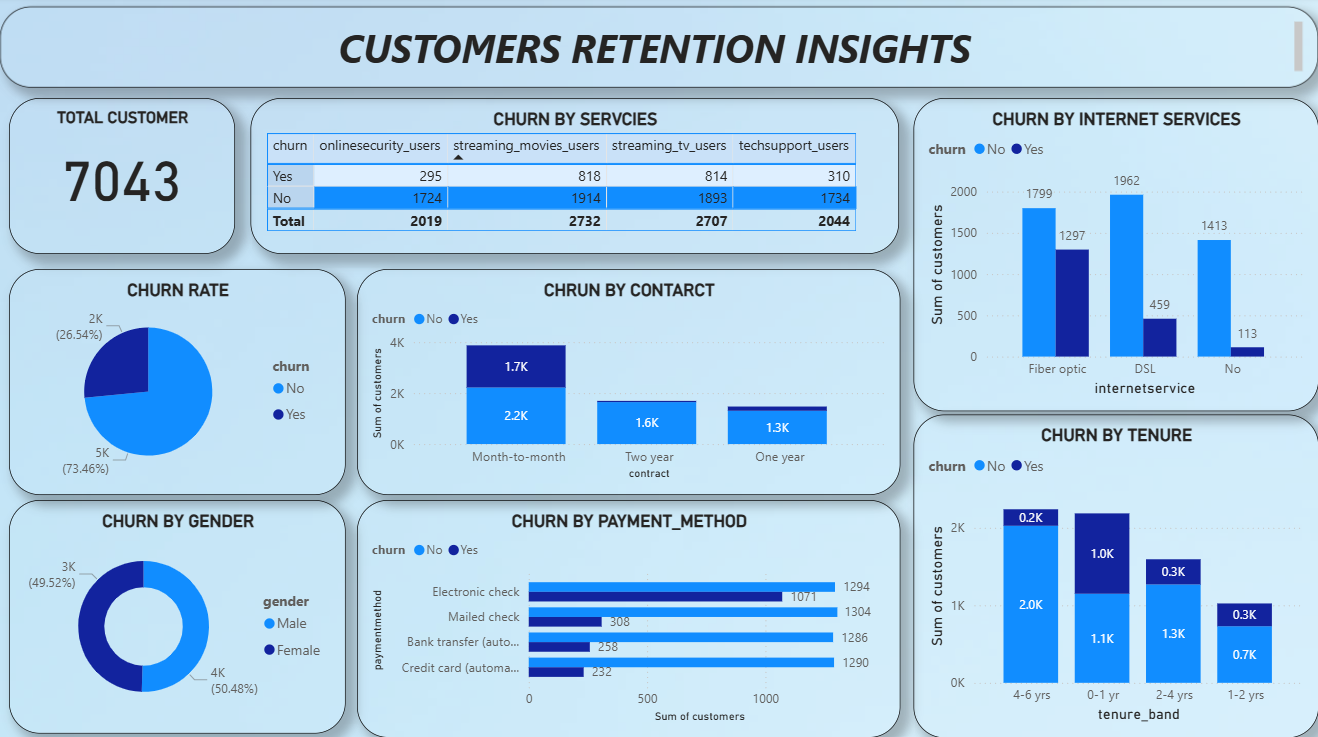 CUSTOMERS RETENTION INSIGHTS
TOTAL CUSTOMER
7043
CHURN BY SERVCIES
churn onlinesecurity_users streaming_movies_users streaming_tv_users techsupport_users
Yes 295 818 814 310
No 1724 1914 1893 1734
Total 2019 2732 2707 2044
CHURN BY INTERNET SERVICES
churn No Yes
Sum of customers
2000
1500
1000
500
0
1799
1297
1962
459
1413
113
Fiber optic DSL No
internetservice
CHURN RATE
2K
(26.54%)
5K
(73.46%)
churn
No
Yes
CHRUN BY CONTARCT
churn No Yes
Sum of customers
4K
2K
0K
1.7K
2.2K
1.6K
1.3K
Month-to-month Two year One year
contract
CHURN BY TENURE
churn No Yes
Sum of customers
2K
1K
0K
0.2K
2.0K
1.0K
1.1K
0.3K
1.3K
0.3K
0.7K
4-6 yrs 0-1 yr 2-4 yrs 1-2 yrs
tenure_band
CHURN BY GENDER
3K
(49.52%)
4K
(50.48%)
gender
Male
Female
CHURN BY PAYMENT_METHOD
churn No Yes
paymentmethod
Electronic check 1294
1071
Mailed check 1304
308
Bank transfer (auto... 1286
258
Credit card (automa... 1290
232
0 500 1000
Sum of customers